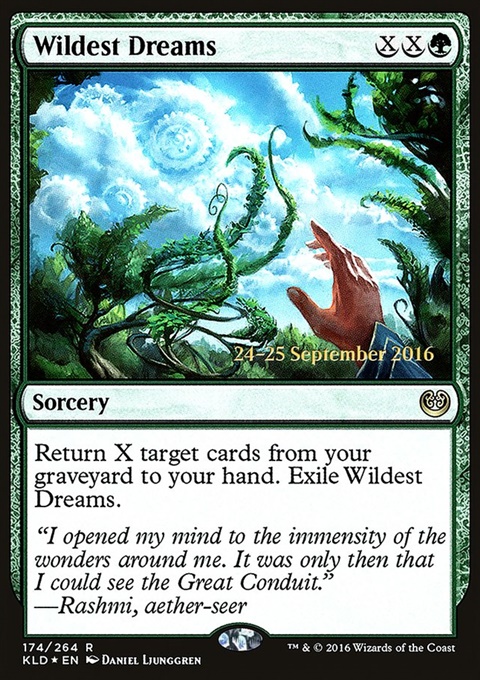 Wildest Dreams XX
24-25 September 2016
Sorcery
Return X target cards from your
graveyard to your hand. Exile Wildest
Dreams.
“I opened my mind to the immensity of the
wonders around me. It was only then that
I could see the Great Conduit.”
—Rashmi, aether-seer
174/264 R
KLD ★ EN Daniel Ljunggren
™ & © 2016 Wizards of the Coast